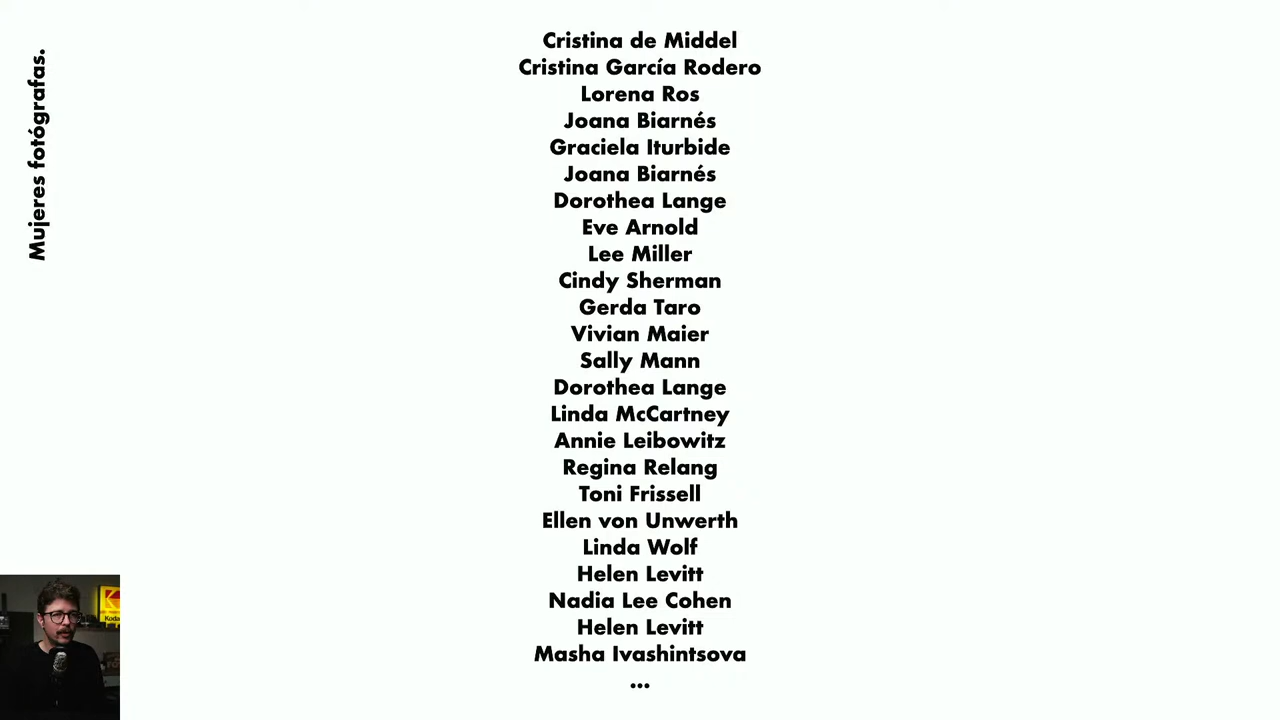 Mujeres fotógrafas.
Cristina de Middel
Cristina García Rodero
Lorena Ros
Joana Biarnés
Graciela Iturbide
Joana Biarnés
Dorothea Lange
Eve Arnold
Lee Miller
Cindy Sherman
Gerda Taro
Vivian Maier
Sally Mann
Dorothea Lange
Linda McCartney
Annie Leibowitz
Regina Relang
Toni Frissell
Ellen von Unwerth
Linda Wolf
Helen Levitt
Nadia Lee Cohen
Helen Levitt
Masha Ivashintsova
...